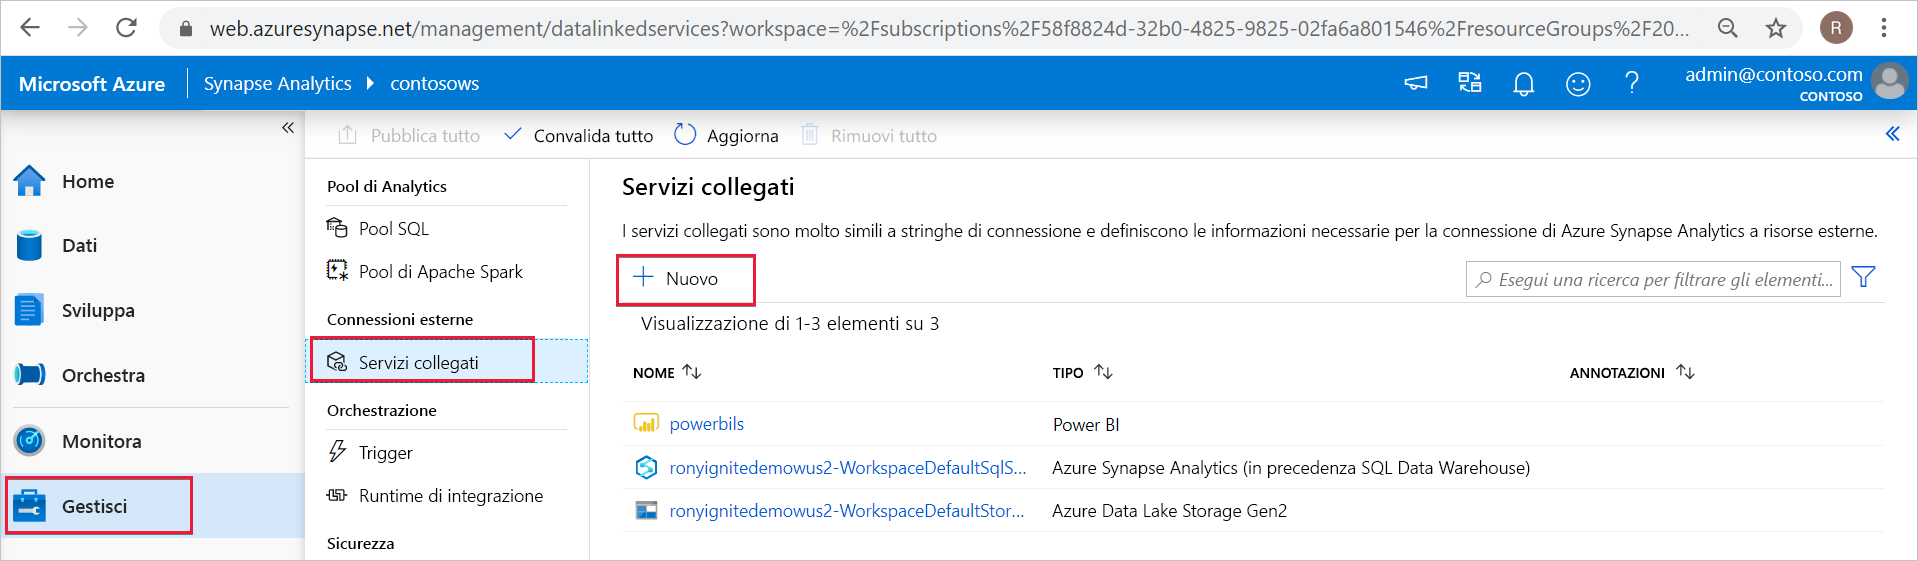 web.azuresynapse.net/management/datalinkedservices?workspace=%2Fsubscriptions%2F58f8824d-32b0-4825-9825-02fa6a801546%2FresourceGroups%2F20...
R
Microsoft Azure
Synapse Analytics
contosows
?
admin@contoso.com
CONTOSO
Pubblica tutto
Convalida tutto
Aggiorna
Rimuovi tutto
Home
Dati
Sviluppa
Orchestra
Monitora
Gestisci
Pool di Analytics
Pool SQL
Pool di Apache Spark
Connessioni esterne
Servizi collegati
Orchestrazione
Trigger
Runtime di integrazione
Sicurezza
Servizi collegati
I servizi collegati sono molto simili a stringhe di connessione e definiscono le informazioni necessarie per la connessione di Azure Synapse Analytics a risorse esterne.
Nuovo
Esegui una ricerca per filtrare gli elementi...
Visualizzazione di 1-3 elementi su 3
NOME
TIPO
ANNOTAZIONI
powerbils
Power BI
ronyignitedemowus2-WorkspaceDefaultSqlS...
Azure Synapse Analytics (in precedenza SQL Data Warehouse)
ronyignitedemowus2-WorkspaceDefaultStor...
Azure Data Lake Storage Gen2